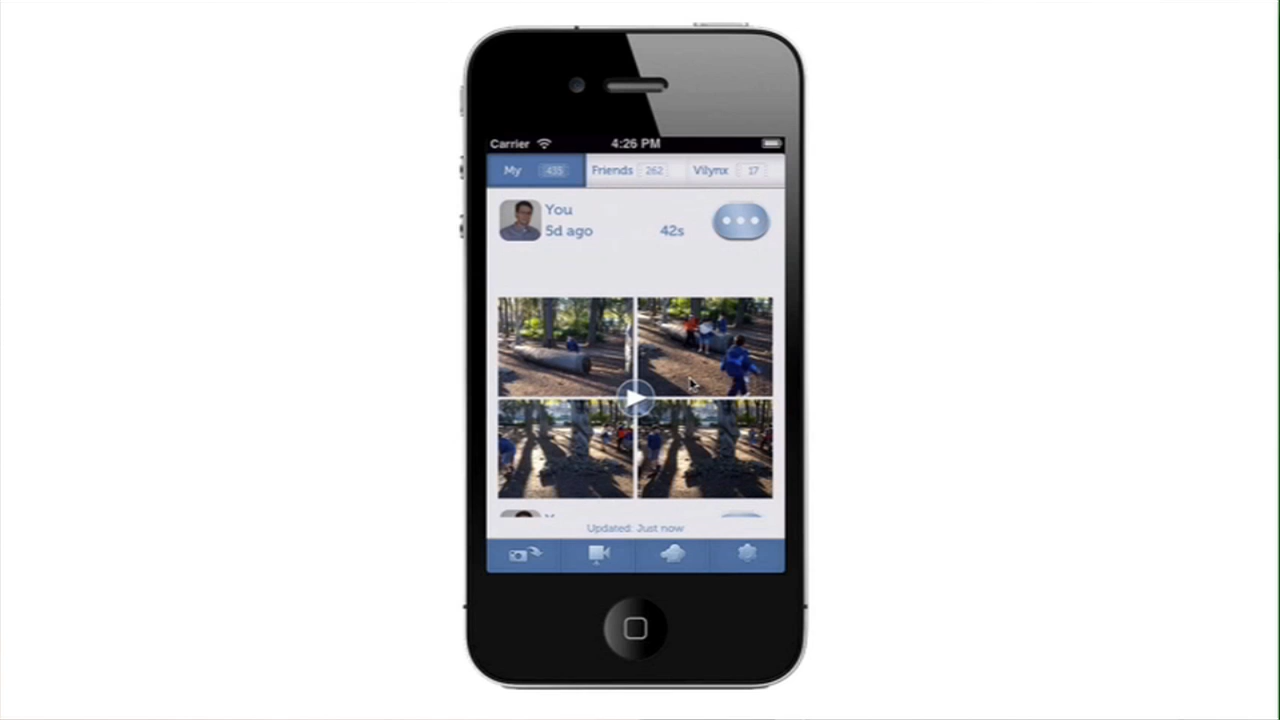 Carrier 4:26 PM
My 435 Friends 262 Vilynx 17
You
5d ago 42s
Updated: Just now